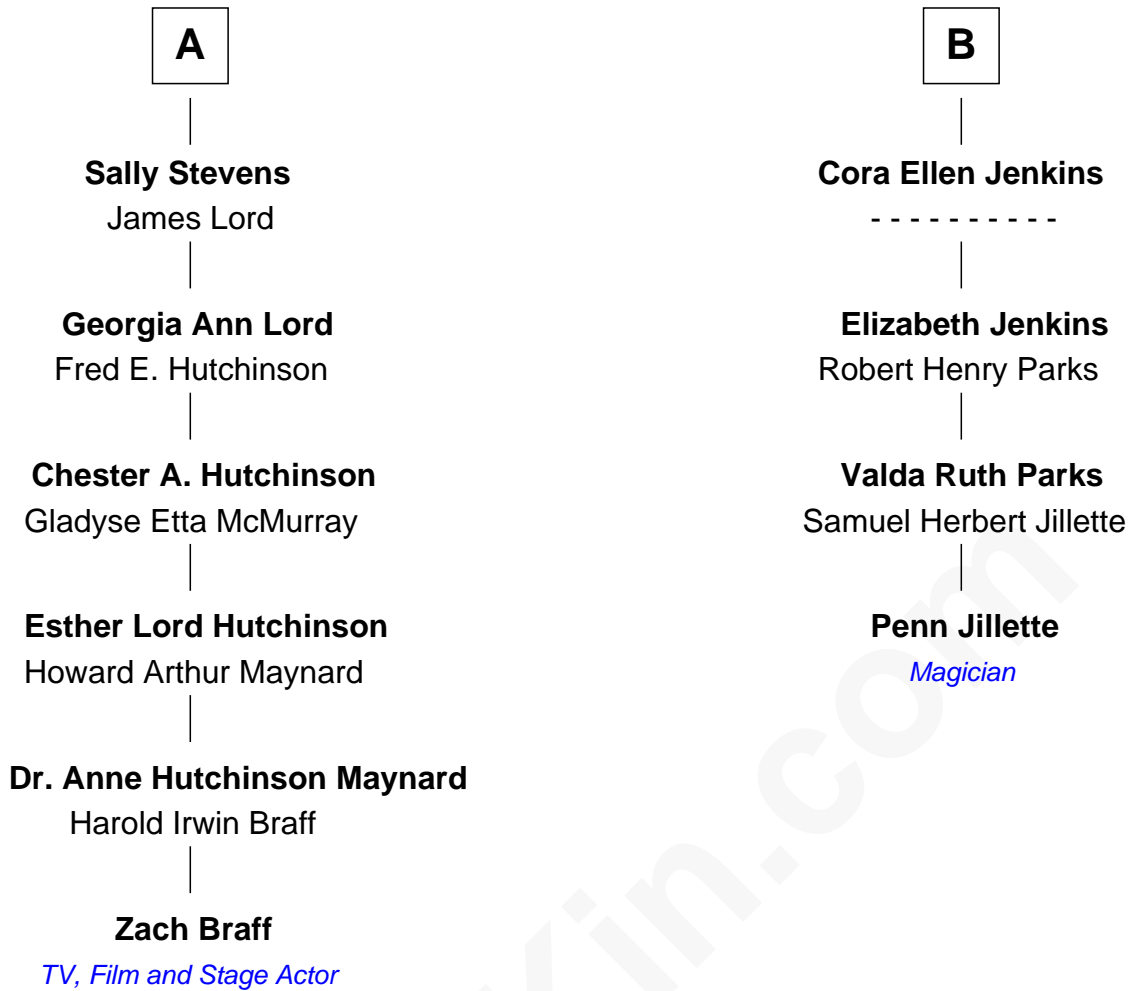 A
Sally Stevens
James Lord
Georgia Ann Lord
Fred E. Hutchinson
Chester A. Hutchinson
Gladyse Etta McMurray
Esther Lord Hutchinson
Howard Arthur Maynard
Dr. Anne Hutchinson Maynard
Harold Irwin Braff
Zach Braff
TV, Film and Stage Actor
B
Cora Ellen Jenkins
- - - - - - - - - -
Elizabeth Jenkins
Robert Henry Parks
Valda Ruth Parks
Samuel Herbert Jillette
Penn Jillette
Magician
Kin.com